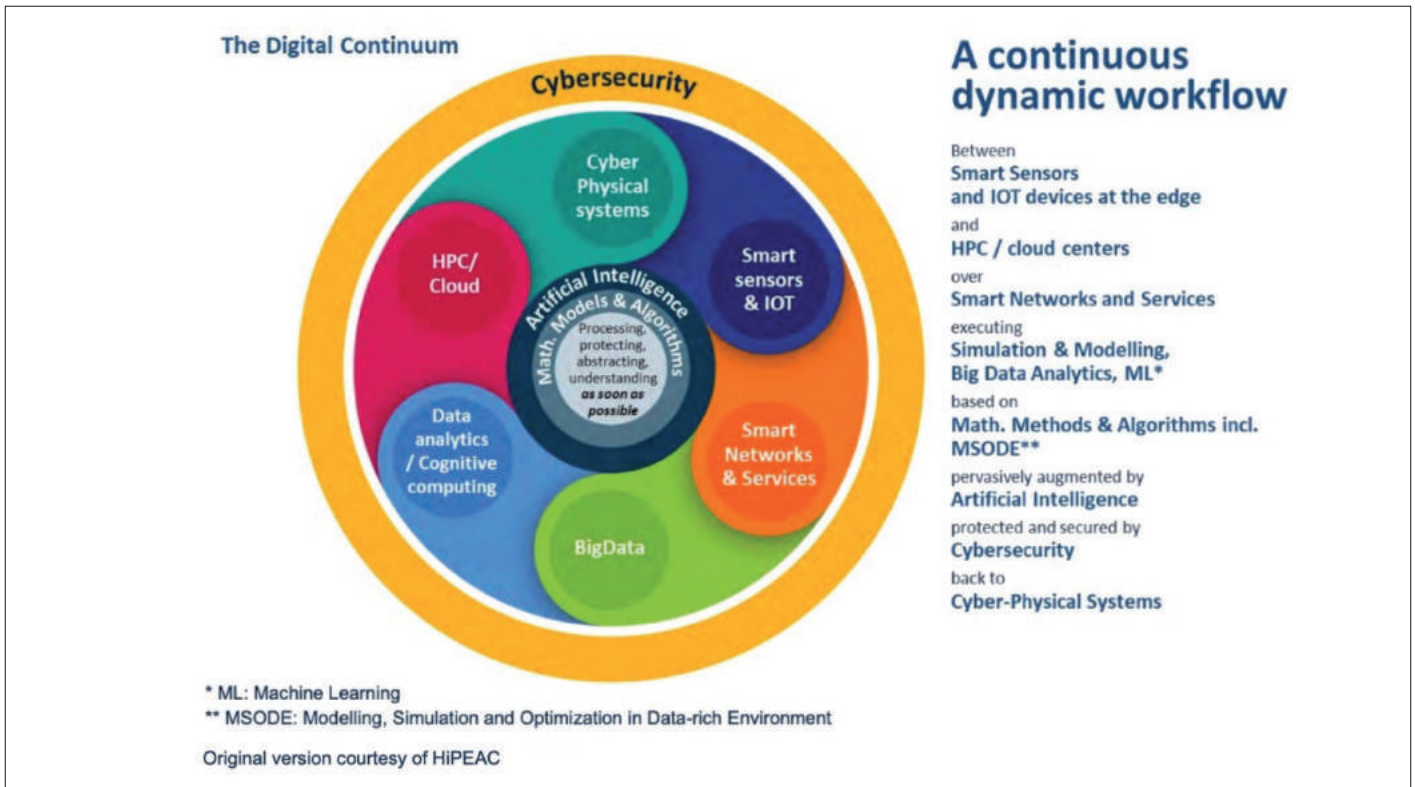 The Digital Continuum
Cybersecurity
Cyber
Physical
systems
Smart
sensors
& IOT
Smart
Networks
& Services
BigData
Data
analytics
/ Cognitive
computing
HPC/
Cloud
Artificial Intelligence
Math. Models & Algorithms
Processing,
protecting,
abstracting,
understanding
as soon as
possible
A continuous
dynamic workflow
Between
Smart Sensors
and IOT devices at the edge
and
HPC / cloud centers
over
Smart Networks and Services
executing
Simulation & Modelling,
Big Data Analytics, ML*
based on
Math. Methods & Algorithms incl.
MSODE**
pervasively augmented by
Artificial Intelligence
protected and secured by
Cybersecurity
back to
Cyber-Physical Systems
* ML: Machine Learning
** MSODE: Modelling, Simulation and Optimization in Data-rich Environment
Original version courtesy of HiPEAC